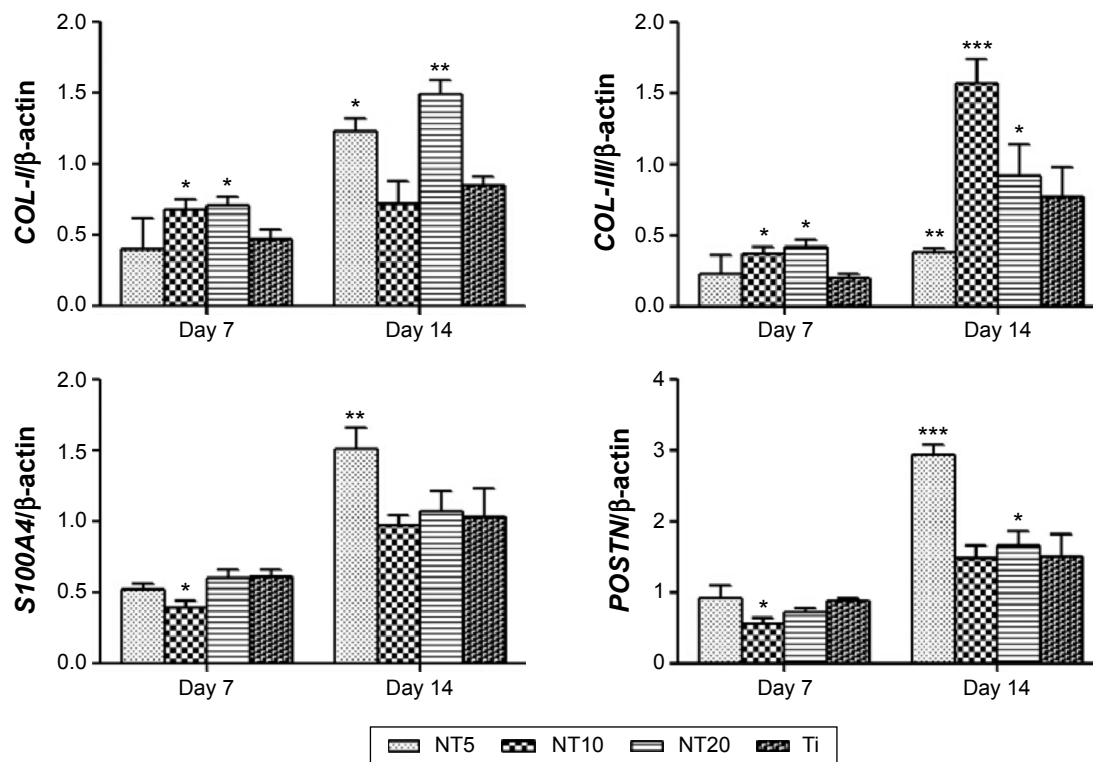 COL-I/β-actin
2.0
1.5
1.0
0.5
0.0
* * * **
Day 7 Day 14
COL-III/β-actin
2.0
1.5
1.0
0.5
0.0
* * ** *** *
Day 7 Day 14
S100A4/β-actin
2.0
1.5
1.0
0.5
0.0
* **
Day 7 Day 14
POSTN/β-actin
4
3
2
1
0
* *** *
Day 7 Day 14
NT5 NT10 NT20 Ti